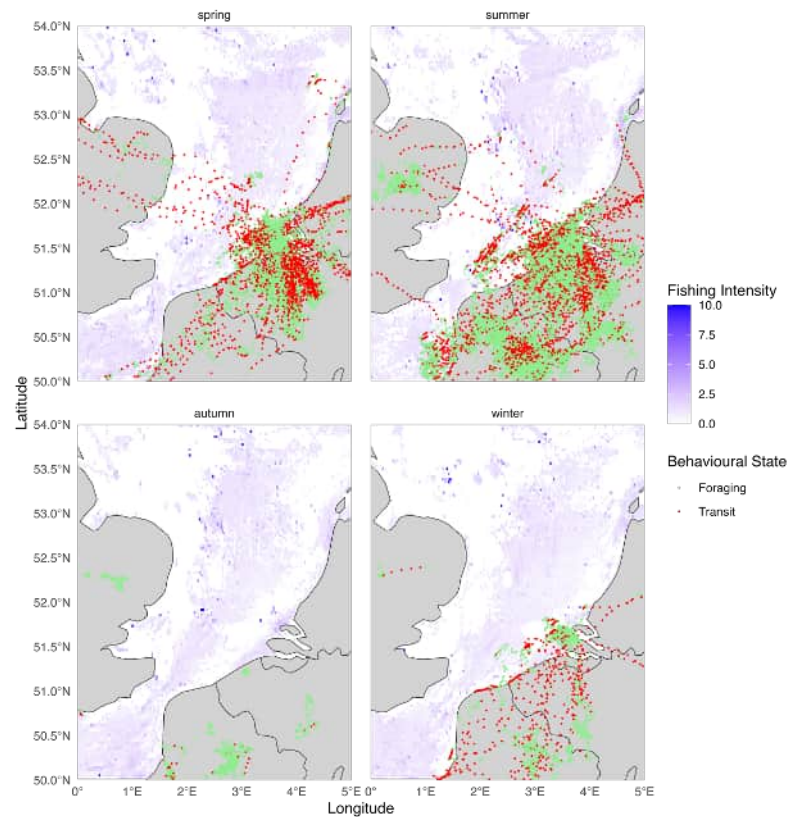 spring
summer
54.0°N
53.5°N
53.0°N
52.5°N
52.0°N
51.5°N
51.0°N
50.5°N
50.0°N
Fishing Intensity
10.0
7.5
5.0
2.5
0.0
Latitude
autumn
winter
54.0°N
53.5°N
53.0°N
52.5°N
52.0°N
51.5°N
51.0°N
50.5°N
50.0°N
Behavioural State
Foraging
Transit
0°E 1°E 2°E 3°E 4°E 5°E 0°E 1°E 2°E 3°E 4°E 5°E
Longitude